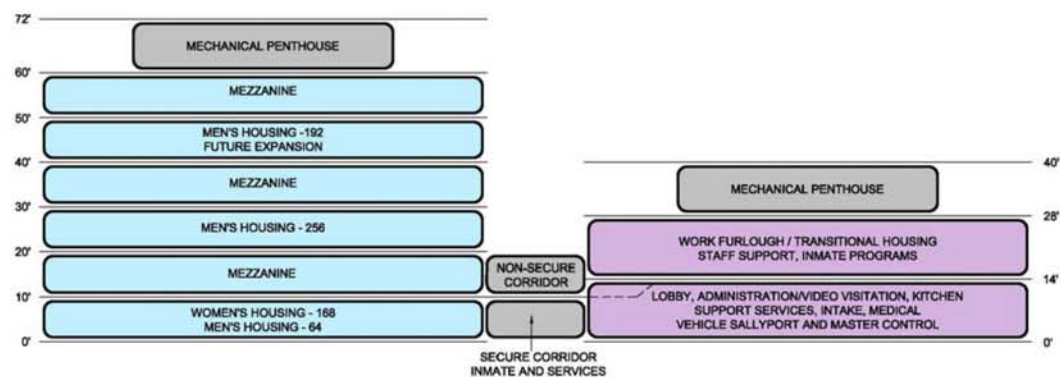 72'
MECHANICAL PENTHOUSE
60'
MEZZANINE
50'
MEN'S HOUSING -192
FUTURE EXPANSION
40'
MEZZANINE
30'
MEN'S HOUSING - 256
20'
MEZZANINE
10'
WOMEN'S HOUSING - 168
MEN'S HOUSING - 64
0'
NON-SECURE
CORRIDOR
SECURE CORRIDOR
INMATE AND SERVICES
40'
MECHANICAL PENTHOUSE
28'
WORK FURLOUGH / TRANSITIONAL HOUSING
STAFF SUPPORT, INMATE PROGRAMS
14'
LOBBY, ADMINISTRATION/VIDEO VISITATION, KITCHEN
SUPPORT SERVICES, INTAKE, MEDICAL
VEHICLE SALLYPORT AND MASTER CONTROL
0'